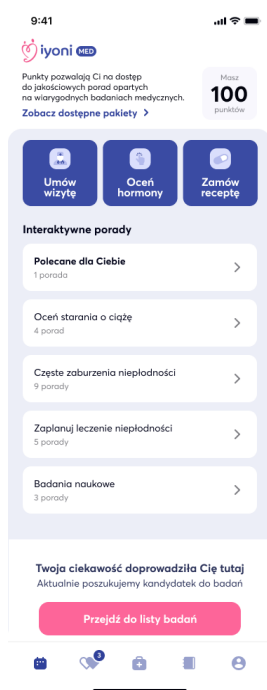 9:41
iyoni MED
Punkty pozwalają Ci na dostęp
do jakościowych porad opartych
na wiarygodnych badaniach medycznych.
Zobacz dostępne pakiety
Masz
100
punktów
Umów
wizytę
Oceń
hormony
Zamów
receptę
Interaktywne porady
Polecane dla Ciebie
1 porada
Oceń starania o ciążę
4 porad
Częste zaburzenia niepłodności
9 porady
Zaplanuj leczenie niepłodności
5 porady
Badania naukowe
3 porady
Twoja ciekawość doprowadziła Cię tutaj
Aktualnie poszukujemy kandydatek do badań
Przejdź do listy badań
3